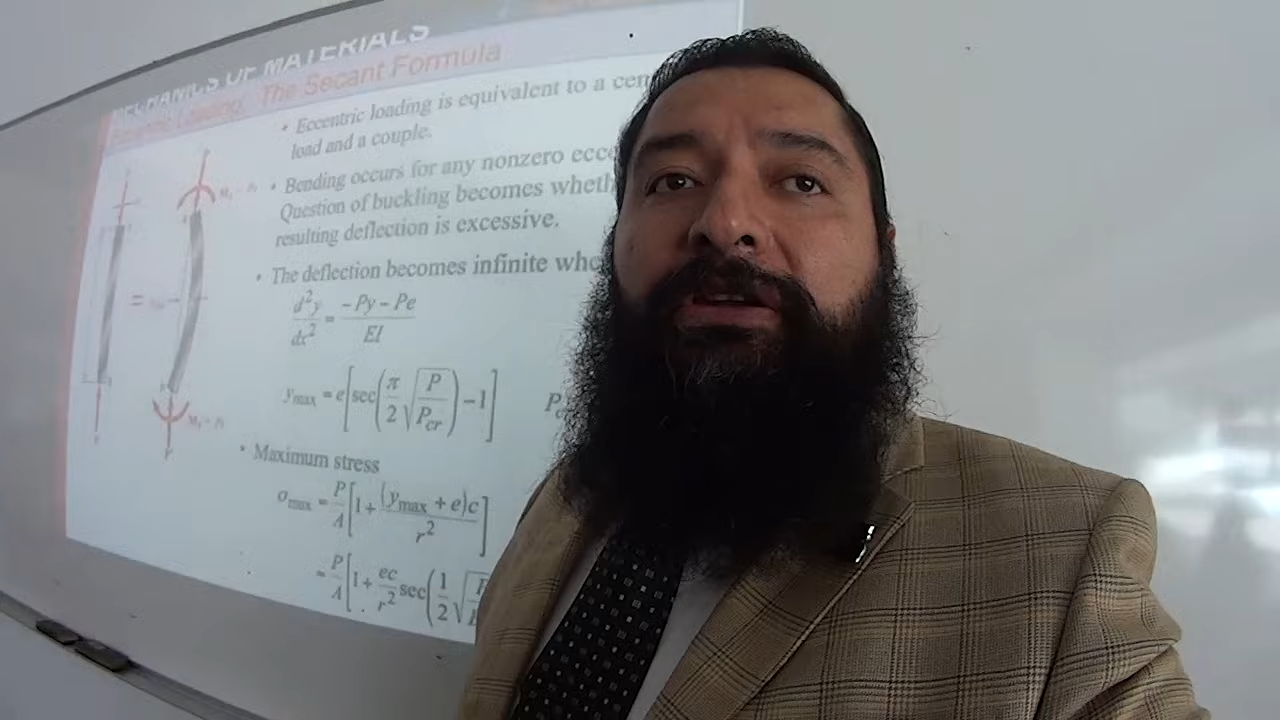 MECHANICS OF MATERIALS
Eccentric Loading; The Secant Formula
• Eccentric loading is equivalent to a cen
load and a couple.
• Bending occurs for any nonzero ecce
Question of buckling becomes wheth
resulting deflection is excessive.
• The deflection becomes infinite whe
d²y/dx² = (−Py − Pe)/EI
y_max = e[sec(π/2 √(P/P_cr)) − 1]
• Maximum stress
σ_max = P/A [1 + (y_max + e)c/r²]
= P/A [1 + ec/r² sec(1/2 √(P